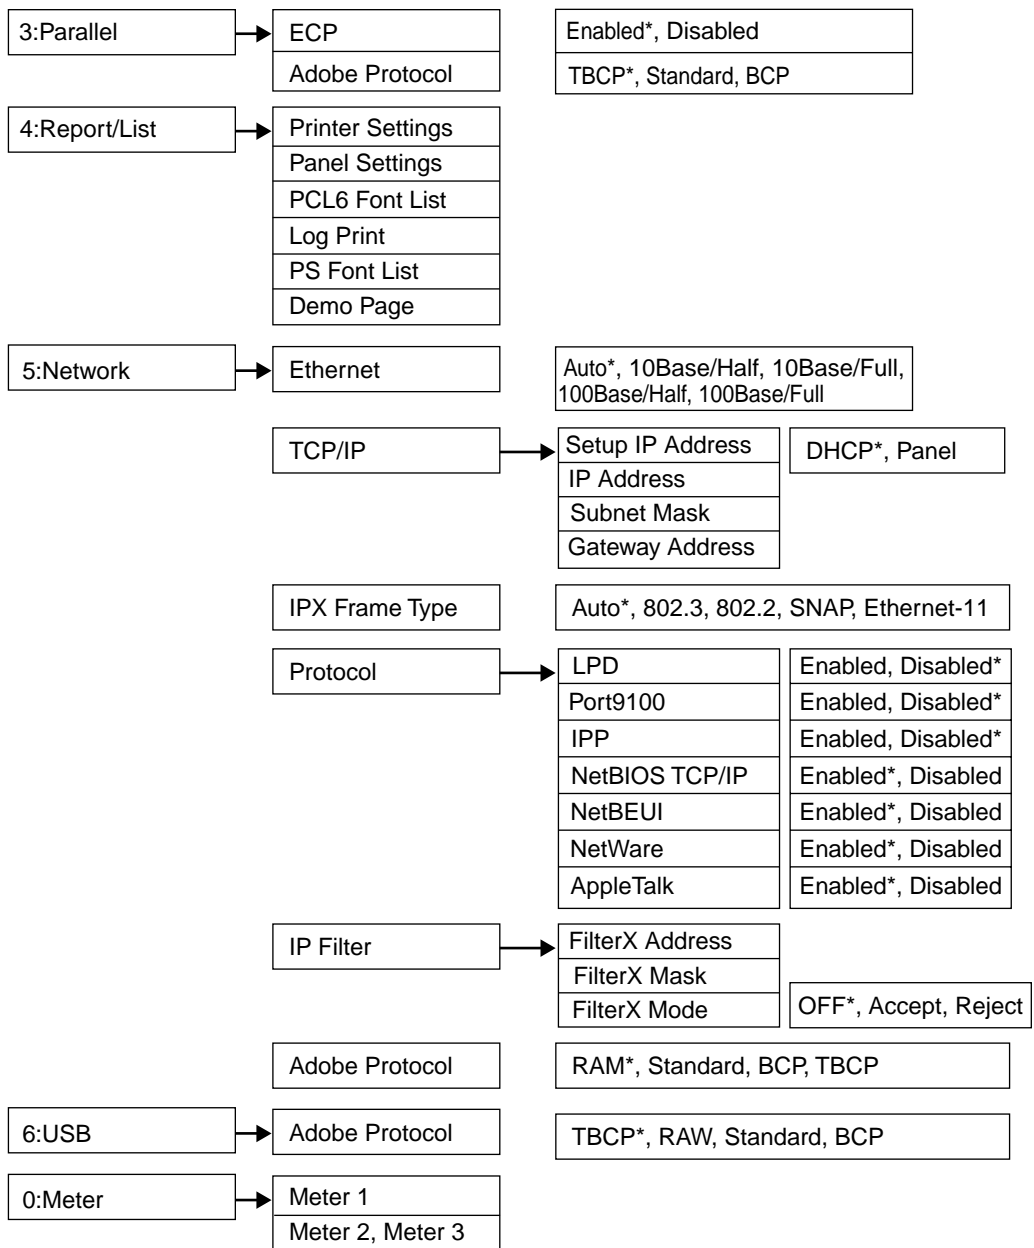 3:Parallel
ECP
Enabled*, Disabled
Adobe Protocol
TBCP*, Standard, BCP
4:Report/List
Printer Settings
Panel Settings
PCL6 Font List
Log Print
PS Font List
Demo Page
5:Network
Ethernet
Auto*, 10Base/Half, 10Base/Full,
100Base/Half, 100Base/Full
TCP/IP
Setup IP Address
DHCP*, Panel
IP Address
Subnet Mask
Gateway Address
IPX Frame Type
Auto*, 802.3, 802.2, SNAP, Ethernet-11
Protocol
LPD
Enabled, Disabled*
Port9100
Enabled, Disabled*
IPP
Enabled, Disabled*
NetBIOS TCP/IP
Enabled*, Disabled
NetBEUI
Enabled*, Disabled
NetWare
Enabled*, Disabled
AppleTalk
Enabled*, Disabled
IP Filter
FilterX Address
FilterX Mask
FilterX Mode
OFF*, Accept, Reject
Adobe Protocol
RAM*, Standard, BCP, TBCP
6:USB
Adobe Protocol
TBCP*, RAW, Standard, BCP
0:Meter
Meter 1
Meter 2, Meter 3